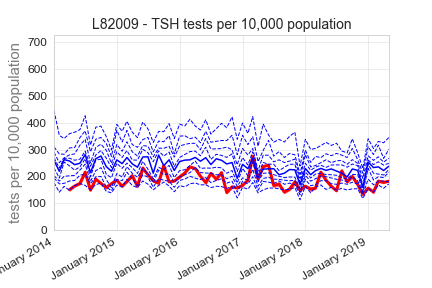 L82009 - TSH tests per 10,000 population
tests per 10,000 population
700
600
500
400
300
200
100
0
nuary 2014
January 2015
January 2016
January 2017
January 2018
January 2019